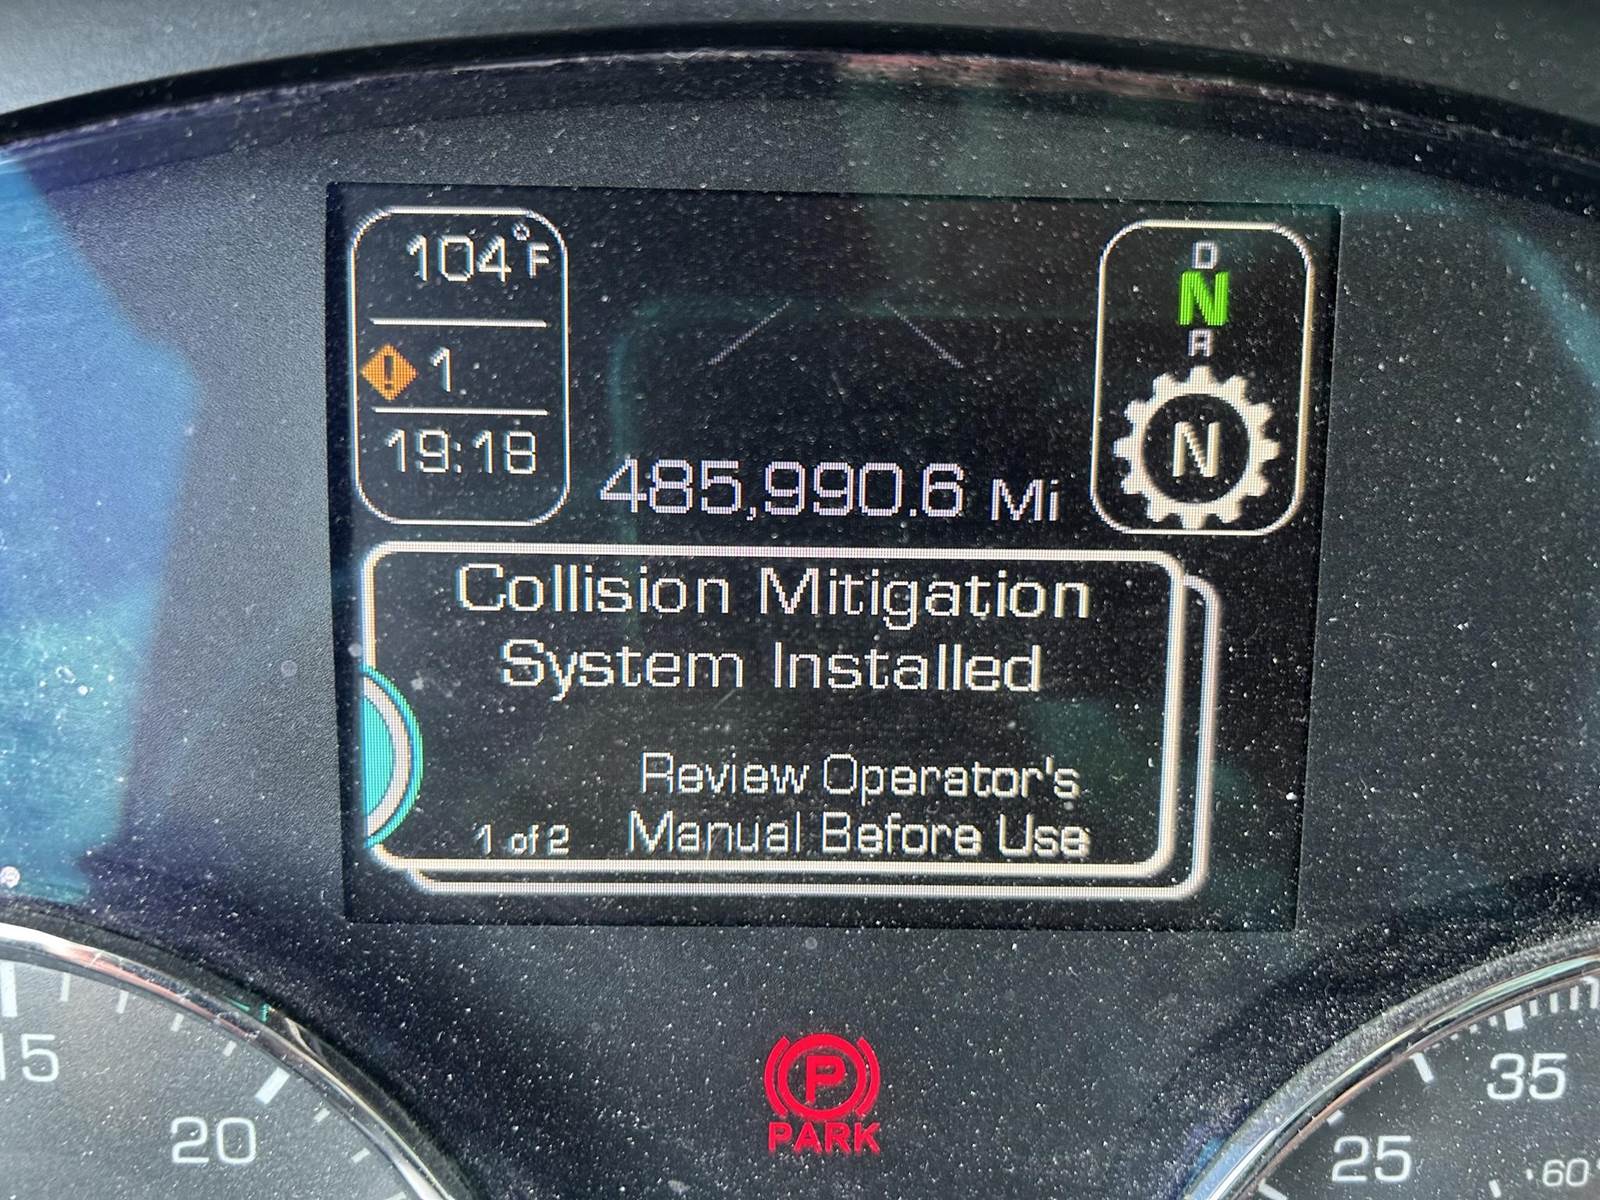 104°F
1
19:18
D
N
R
N
485,990.6 Mi
Collision Mitigation
System Installed
Review Operator's
1 of 2 Manual Before Use
P
PARK
15
20
25
35
60